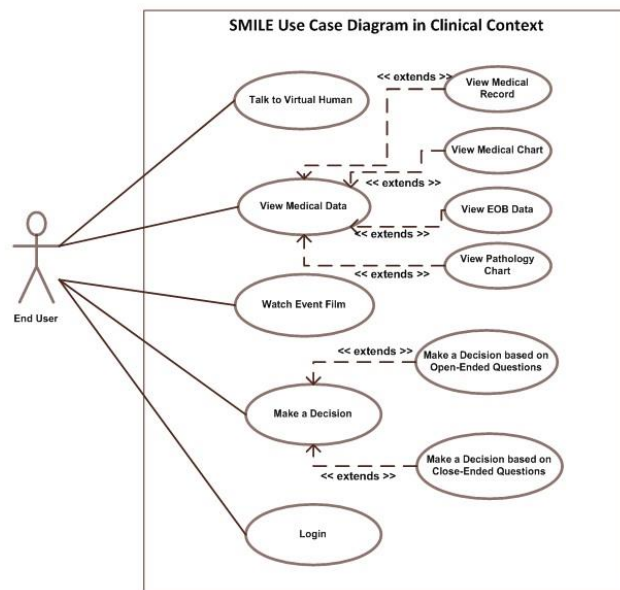 SMILE Use Case Diagram in Clinical Context
<< extends >>
View Medical
Record
Talk to Virtual Human
View Medical Chart
<< extends >>
View Medical Data
View EOB Data
<< extends >>
View Pathology
Chart
<< extends >>
End User
Watch Event Film
<< extends >>
Make a Decision based on
Open-Ended Questions
Make a Decision
Make a Decision based on
Close-Ended Questions
<< extends >>
Login